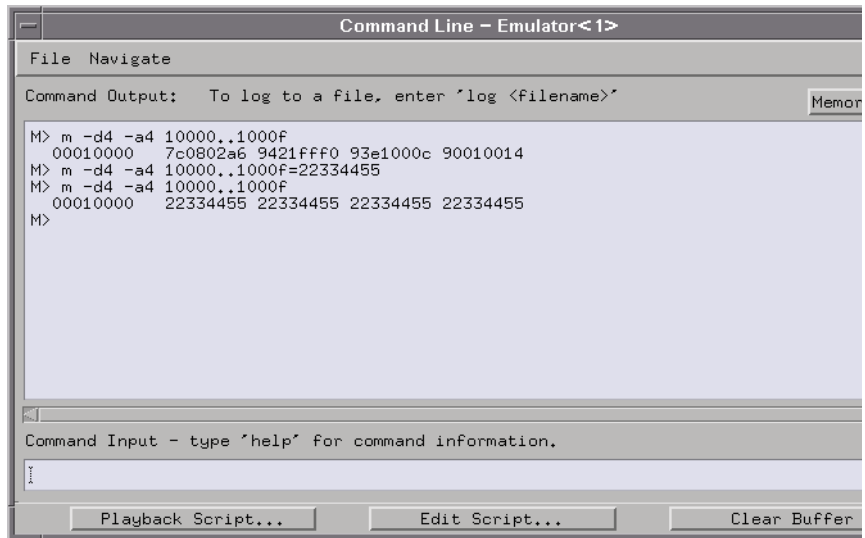 Command Line – Emulator<1>
File Navigate
Command Output: To log to a file, enter 'log <filename>'
M> m -d4 -a4 10000..1000f
00010000 7c0802a6 9421fff0 93e1000c 90010014
M> m -d4 -a4 10000..1000f=22334455
M> m -d4 -a4 10000..1000f
00010000 22334455 22334455 22334455 22334455
M>
Command Input - type 'help' for command information.
Playback Script... Edit Script... Clear Buffer